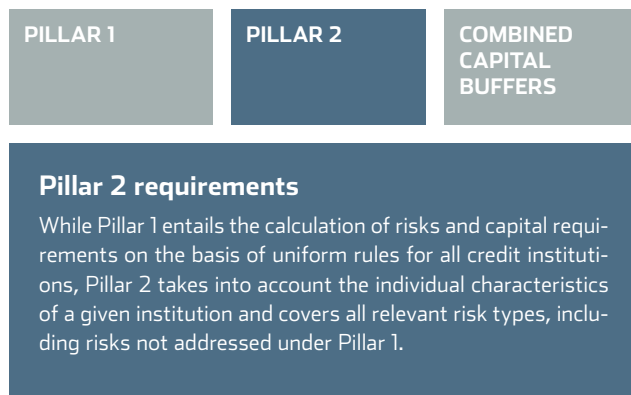 PILLAR 1
PILLAR 2
COMBINED
CAPITAL
BUFFERS
Pillar 2 requirements
While Pillar 1 entails the calculation of risks and capital requi-
rements on the basis of uniform rules for all credit instituti-
ons, Pillar 2 takes into account the individual characteristics
of a given institution and covers all relevant risk types, inclu-
ding risks not addressed under Pillar 1.